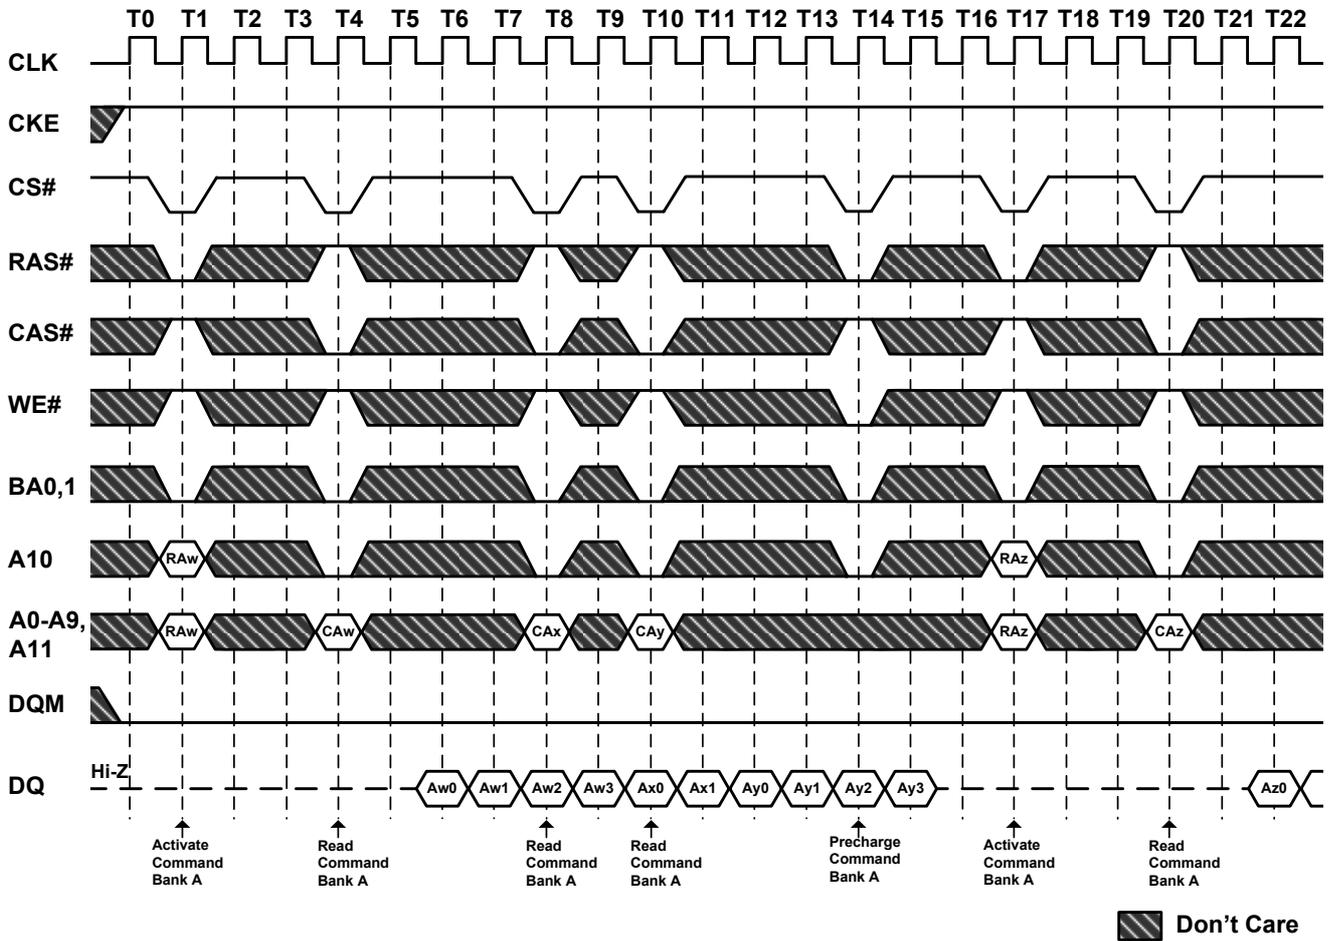 T0 T1 T2 T3 T4 T5 T6 T7 T8 T9 T10 T11 T12 T13 T14 T15 T16 T17 T18 T19 T20 T21 T22
CLK
CKE
CS#
RAS#
CAS#
WE#
BA0,1
A10
RAw RAz
A0-A9,
A11
RAw CAw CAx CAy RAz CAz
DQM
Hi-Z
DQ
Aw0 Aw1 Aw2 Aw3 Ax0 Ax1 Ay0 Ay1 Ay2 Ay3 Az0
Activate
Command
Bank A
Read
Command
Bank A
Read
Command
Bank A
Read
Command
Bank A
Precharge
Command
Bank A
Activate
Command
Bank A
Read
Command
Bank A
Don't Care